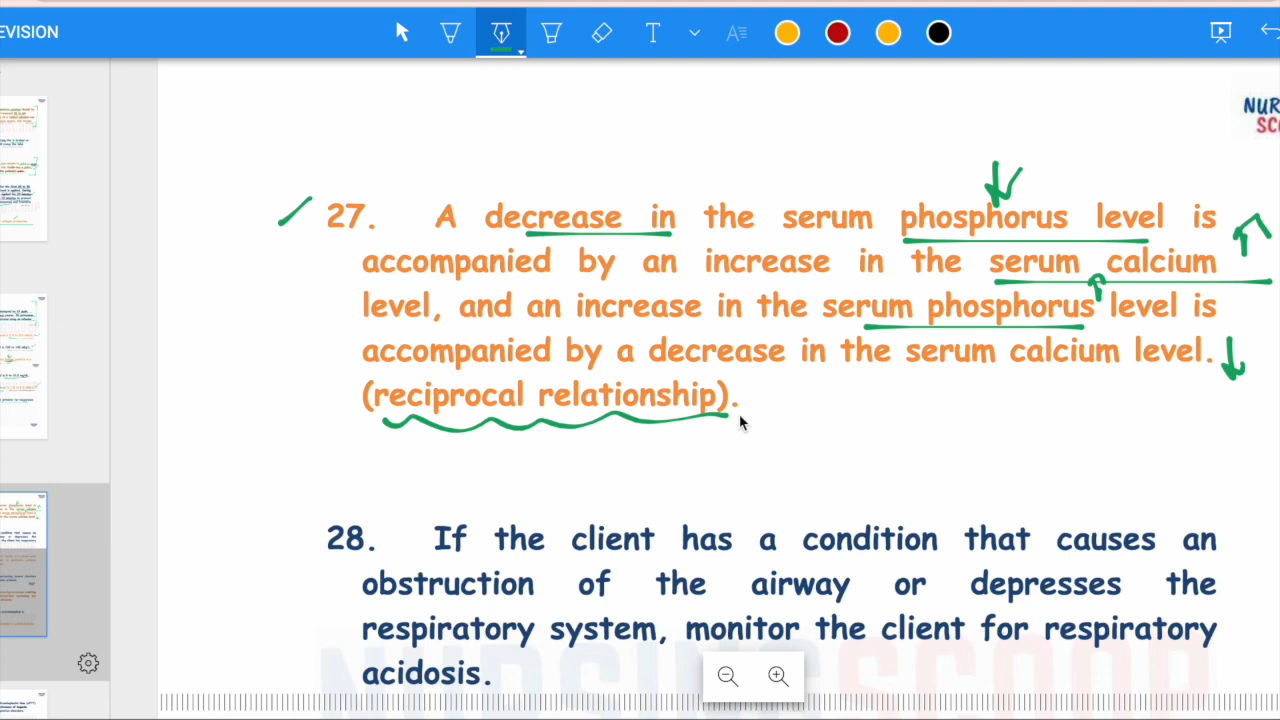 EVISION
NUR
SC
27. A decrease in the serum phosphorus level is
accompanied by an increase in the serum calcium
level, and an increase in the serum phosphorus level is
accompanied by a decrease in the serum calcium level.
(reciprocal relationship).
28. If the client has a condition that causes an
obstruction of the airway or depresses the
respiratory system, monitor the client for respiratory
acidosis.